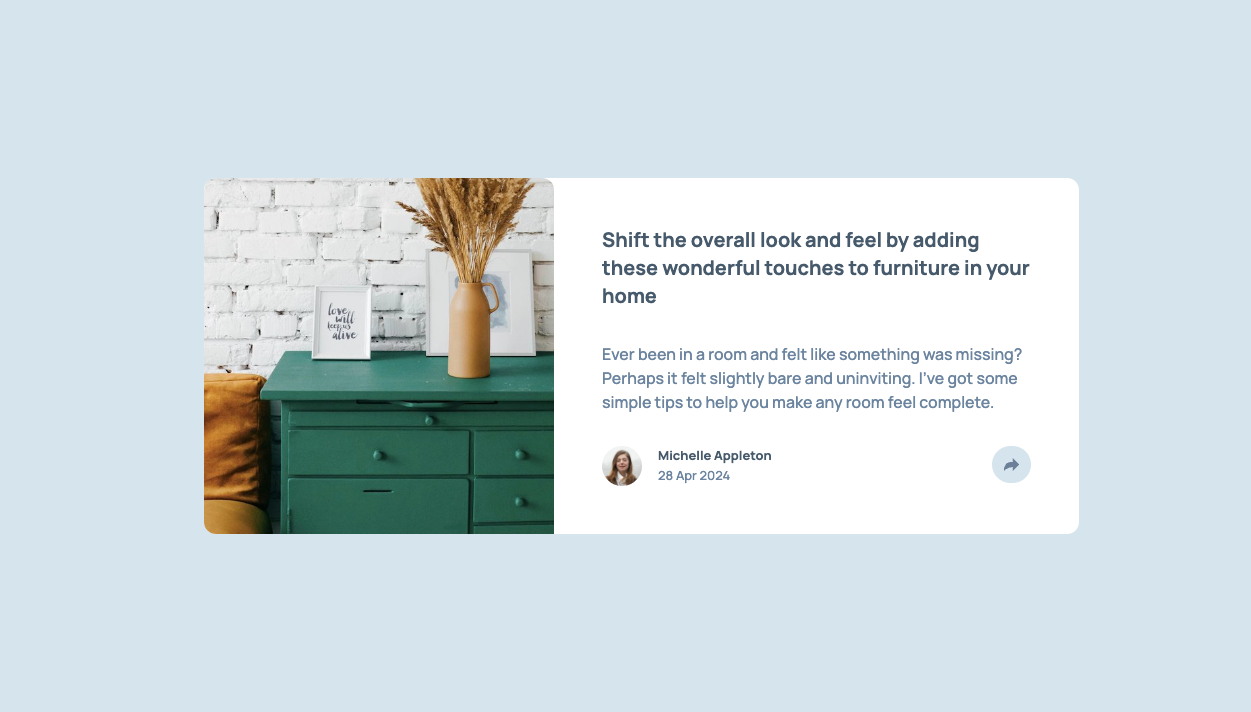 love
will
keep us
alive
Shift the overall look and feel by adding
these wonderful touches to furniture in your
home
Ever been in a room and felt like something was missing?
Perhaps it felt slightly bare and uninviting. I've got some
simple tips to help you make any room feel complete.
Michelle Appleton
28 Apr 2024